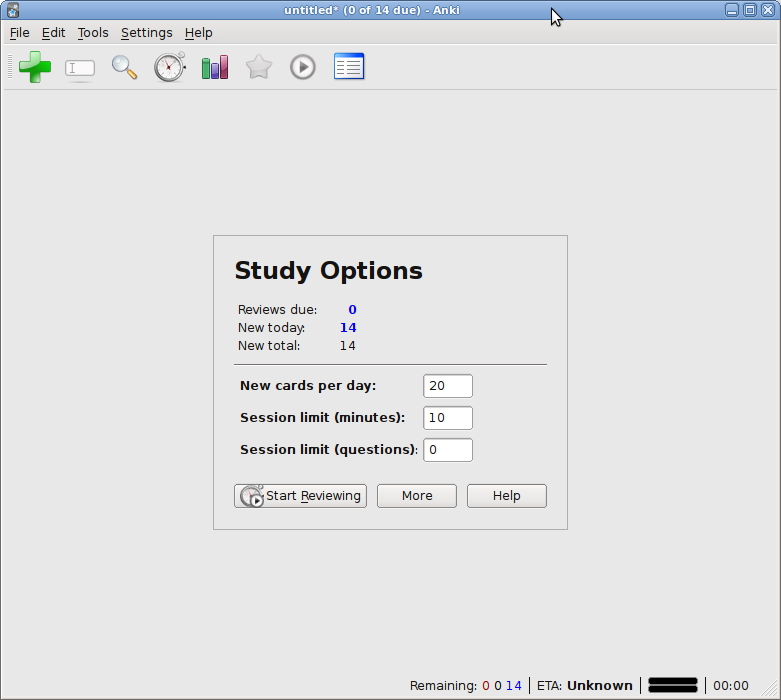 untitled* (0 of 14 due) - Anki
File Edit Tools Settings Help
Study Options
Reviews due: 0
New today: 14
New total: 14
New cards per day: 20
Session limit (minutes): 10
Session limit (questions): 0
Start Reviewing More Help
Remaining: 0 0 14 ETA: Unknown 00:00